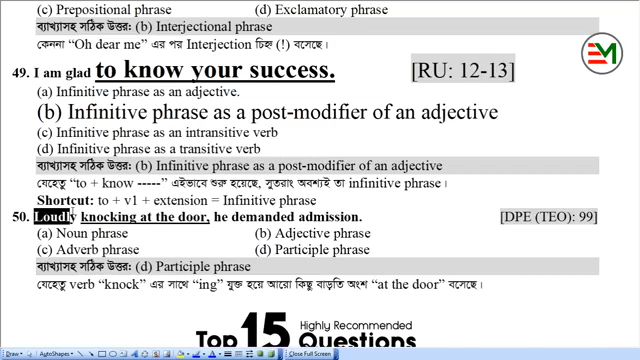 (c) Prepositional phrase (d) Exclamatory phrase
ব্যাখ্যাসহ সঠিক উত্তর: (b) Interjectional phrase
কেননা “Oh dear me” এর পর Interjection চিহ্ন (!) বসেছে।
49. I am glad to know your success. [RU: 12-13]
(a) Infinitive phrase as an adjective.
(b) Infinitive phrase as a post-modifier of an adjective
(c) Infinitive phrase as an intransitive verb
(d) Infinitive phrase as a transitive verb
ব্যাখ্যাসহ সঠিক উত্তর: (b) Infinitive phrase as a post-modifier of an adjective
যেহেতু “to + know -----” এইভাবে শুরু হয়েছে, সুতরাং অবশ্যই তা infinitive phrase।
Shortcut: to + v1 + extension = Infinitive phrase
50. Loudly knocking at the door, he demanded admission. [DPE (TEO): 99]
(a) Noun phrase (b) Adjective phrase
(c) Adverb phrase (d) Participle phrase
ব্যাখ্যাসহ সঠিক উত্তর: (d) Participle phrase
যেহেতু verb “knock” এর সাথে “ing” যুক্ত হয়ে আরো কিছু বাড়তি অংশ “at the door” বসেছে।
Top 15 Highly Recommended Questions
Draw AutoShapes Close Full Screen